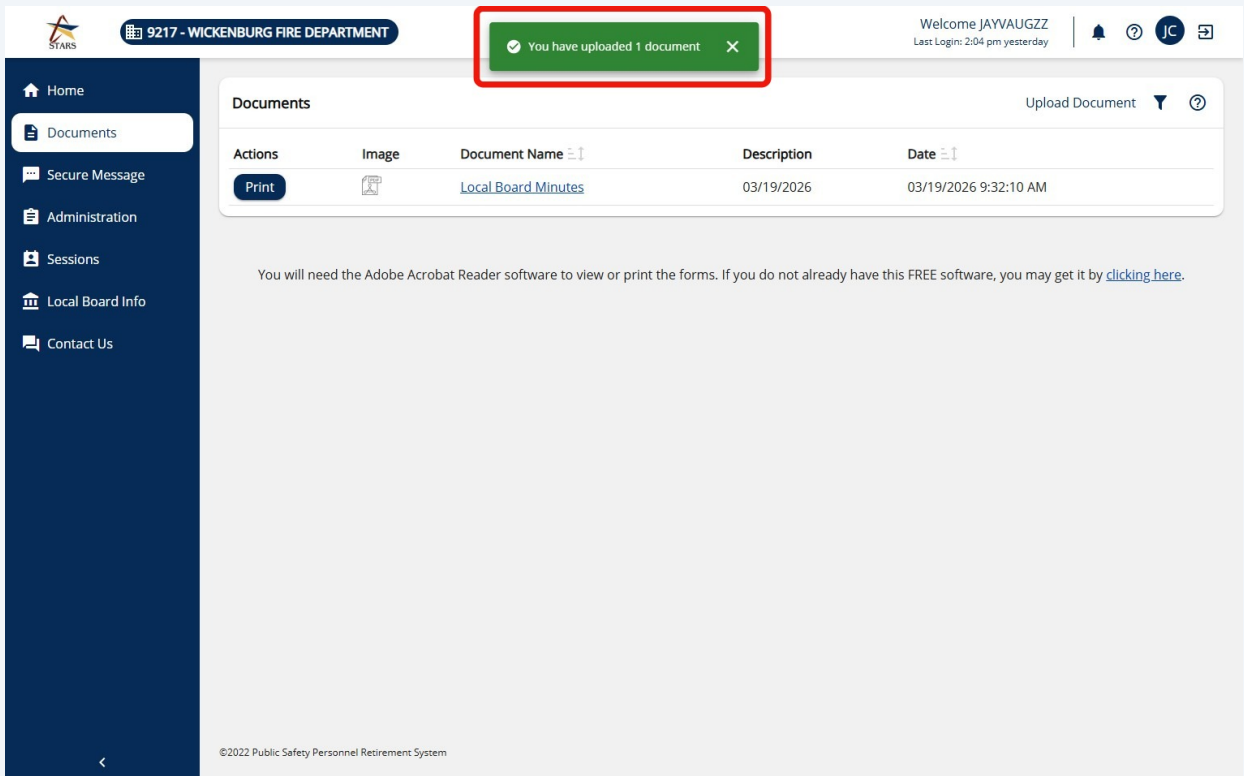 STARS
9217 - WICKENBURG FIRE DEPARTMENT
You have uploaded 1 document
Welcome JAYVAUGZZ
Last Login: 2:04 pm yesterday
JC
Home
Documents
Secure Message
Administration
Sessions
Local Board Info
Contact Us
Documents
Upload Document
Actions Image Document Name Description Date
Print Local Board Minutes 03/19/2026 03/19/2026 9:32:10 AM
You will need the Adobe Acrobat Reader software to view or print the forms. If you do not already have this FREE software, you may get it by clicking here.
©2022 Public Safety Personnel Retirement System